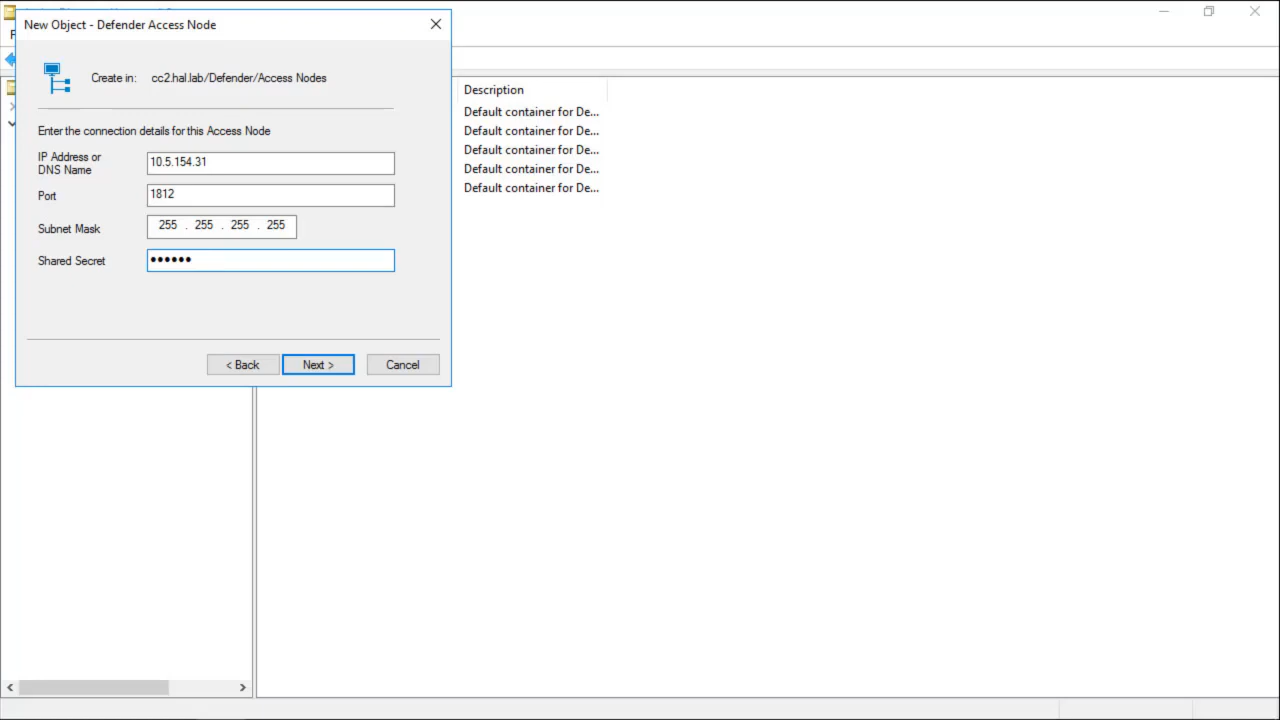 New Object - Defender Access Node
Create in: cc2.hal.lab/Defender/Access Nodes
Enter the connection details for this Access Node
IP Address or
DNS Name
10.5.154.31
Port
1812
Subnet Mask
255 . 255 . 255 . 255
Shared Secret
••••••
< Back
Next >
Cancel
Description
Default container for De...
Default container for De...
Default container for De...
Default container for De...
Default container for De...